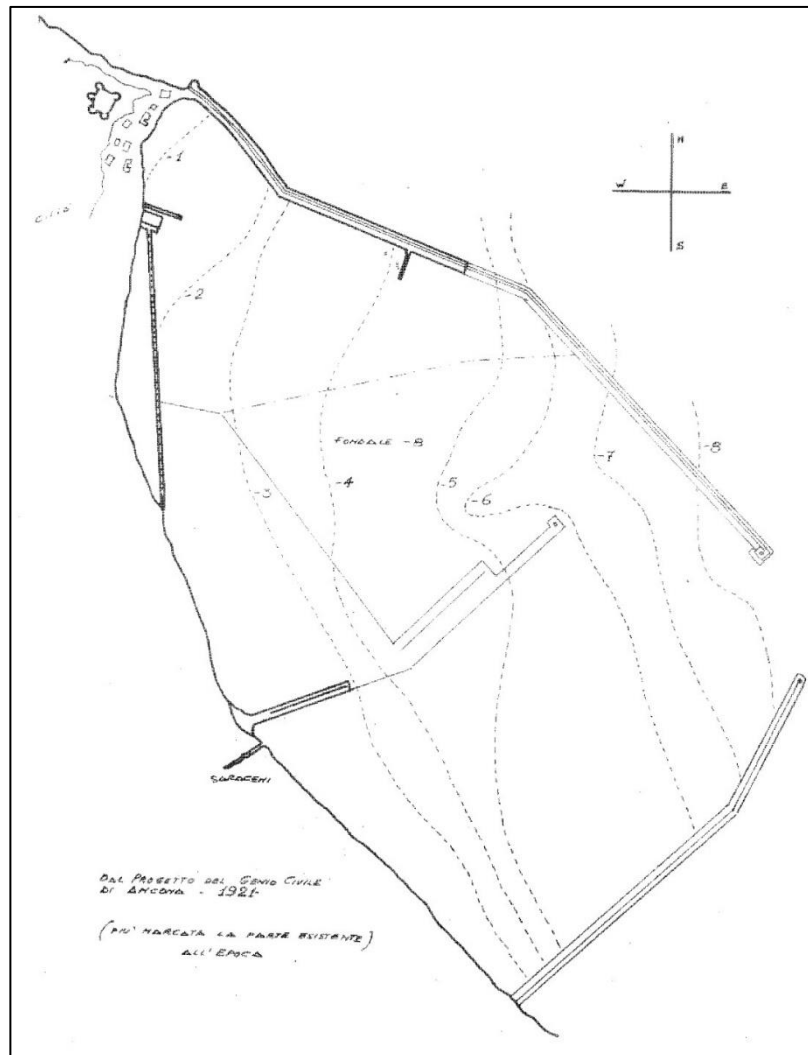 N
W E
S
-1
-2
FONDALE -8
-3
-4
-5
-6
-7
-8
SARACENI
DAL PROGETTO DEL GENIO CIVILE
DI ANCONA - 1921-
(PIU' MARCATA LA PARTE ESISTENTE)
ALL'EPOCA